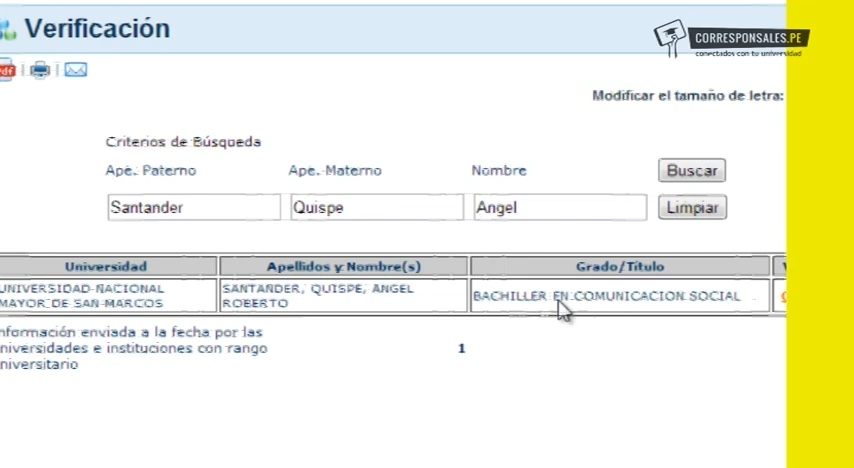 Verificación
CORRESPONSALES.PE
conectados con tu universidad
pdf
Modificar el tamaño de letra:
Criterios de Búsqueda
Ape. Paterno Ape. Materno Nombre Buscar
Santander Quispe Angel Limpiar
Universidad Apellidos y Nombre(s) Grado/Título V
UNIVERSIDAD NACIONAL
MAYOR DE SAN MARCOS
SANTANDER, QUISPE, ANGEL
ROBERTO
BACHILLER EN COMUNICACION SOCIAL
nformación enviada a la fecha por las
niversidades e instituciones con rango
niversitario
1